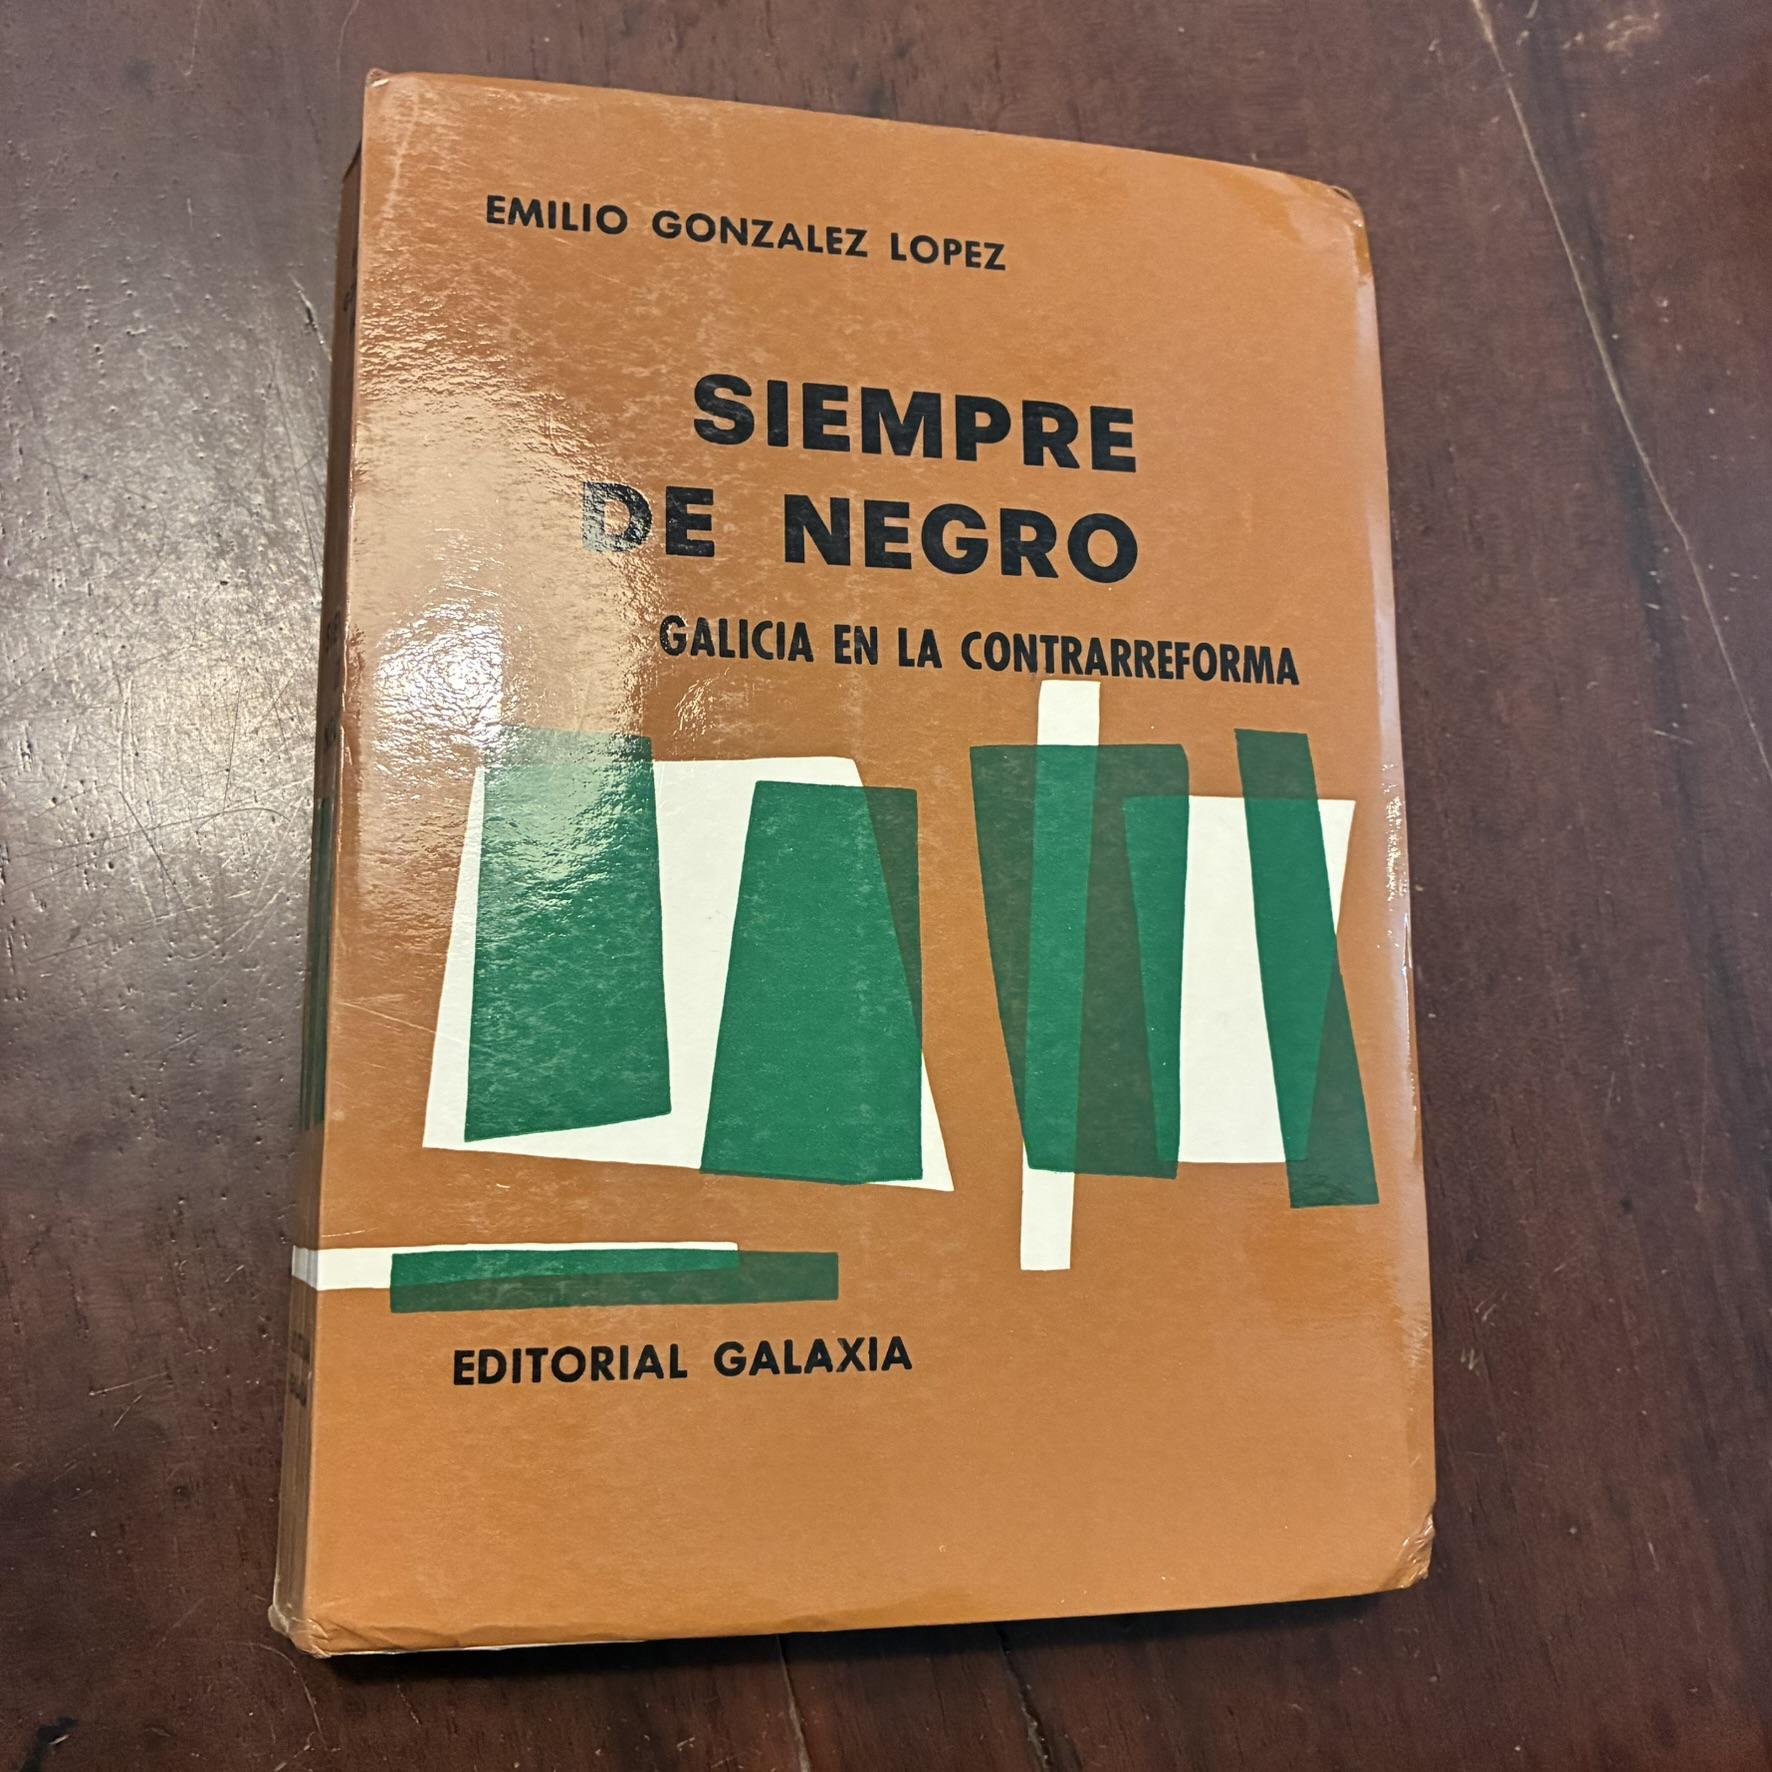 EMILIO GONZALEZ LOPEZ
SIEMPRE
DE NEGRO
GALICIA EN LA CONTRARREFORMA
EDITORIAL GALAXIA